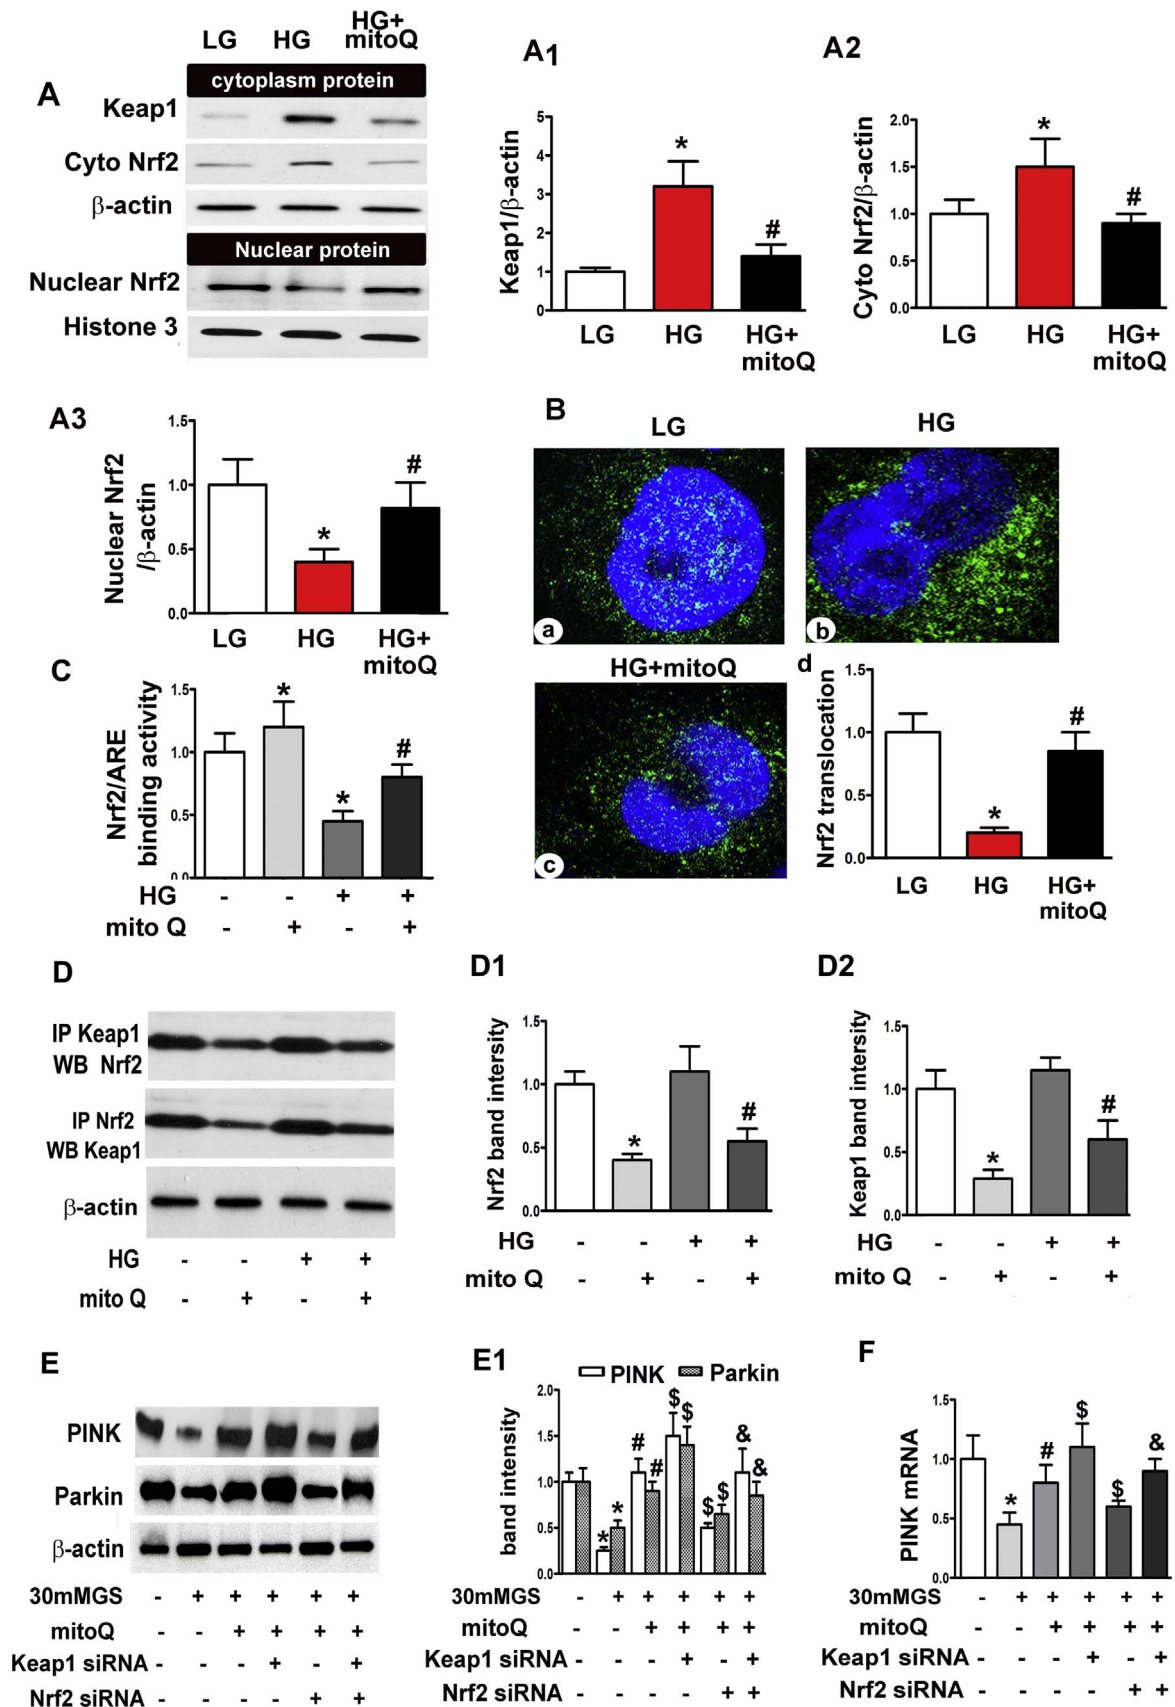 LG HG HG+
mitoQ
A
cytoplasm protein
Keap1
Cyto Nrf2
β-actin
Nuclear protein
Nuclear Nrf2
Histone 3
A1
Keap1/β-actin
5
4
3
2
1
0
*
#
LG HG HG+
mitoQ
A2
Cyto Nrf2/β-actin
2.0
1.5
1.0
0.5
0.0
*
#
LG HG HG+
mitoQ
A3
Nuclear Nrf2
/β-actin
1.5
1.0
0.5
0.0
*
#
LG HG HG+
mitoQ
B
LG
HG
a
b
HG+mitoQ
c
d
Nrf2 translocation
1.5
1.0
0.5
0.0
*
#
LG HG HG+
mitoQ
C
Nrf2/ARE
binding activity
1.5
1.0
0.5
0.0
*
*
#
HG - - + +
mito Q - + - +
D
IP Keap1
WB Nrf2
IP Nrf2
WB Keap1
β-actin
HG - - + +
mito Q - + - +
D1
Nrf2 band intersity
1.5
1.0
0.5
0.0
*
#
HG - - + +
mito Q - + - +
D2
Keap1 band intersity
1.5
1.0
0.5
0.0
*
#
HG - - + +
mito Q - + - +
E
PINK
Parkin
β-actin
30mMGS - + + + + +
mitoQ - - + + + +
Keap1 siRNA - - - + - +
Nrf2 siRNA - - - - + +
E1
PINK Parkin
band intensity
2.0
1.5
1.0
0.5
0.0
* * # # $ $ $ $ & &
30mMGS - + + + + +
mitoQ - - + + + +
Keap1 siRNA - - - + - +
Nrf2 siRNA - - - - + +
F
PINK mRNA
1.5
1.0
0.5
0.0
* # $ $ &
30mMGS - + + + + +
mitoQ - - + + + +
Keap1 siRNA - - - + - +
Nrf2 siRNA - - - - + +